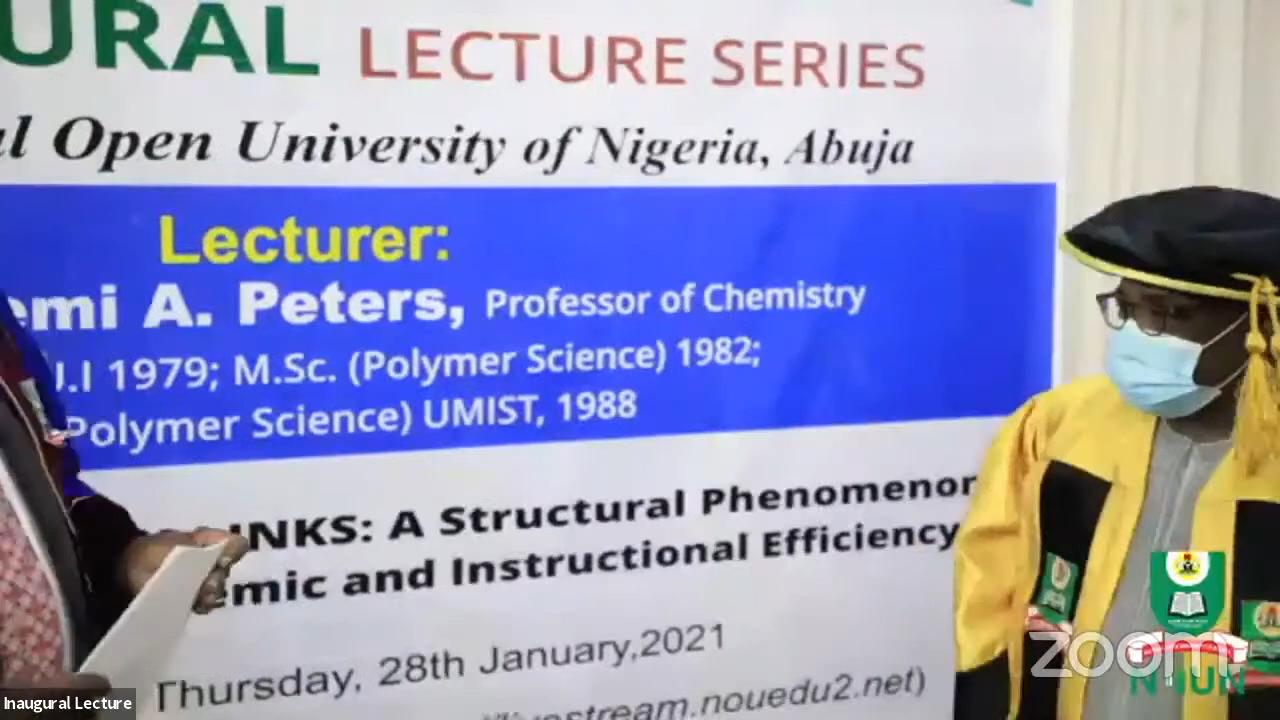 URAL LECTURE SERIES
al Open University of Nigeria, Abuja
Lecturer:
emi A. Peters, Professor of Chemistry
U.I 1979; M.Sc. (Polymer Science) 1982;
Polymer Science) UMIST, 1988
INKS: A Structural Phenomenon
emic and Instructional Efficiency
Thursday, 28th January,2021
livestream.nouedu2.net)
Inaugural Lecture
zoom
NOUN